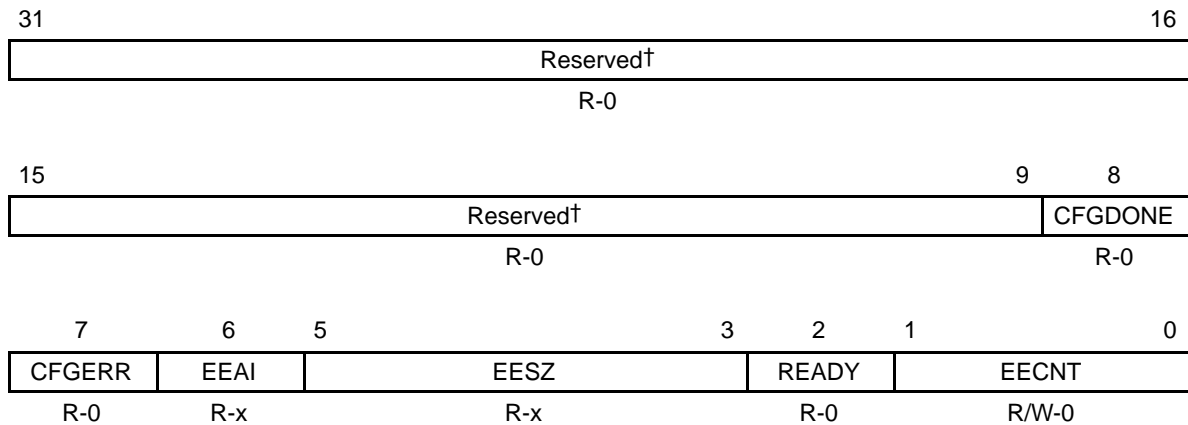 31 16
Reserved†
R-0
15 9 8
Reserved† CFGDONE
R-0 R-0
7 6 5 3 2 1 0
CFGERR EEAI EESZ READY EECNT
R-0 R-x R-x R-0 R/W-0